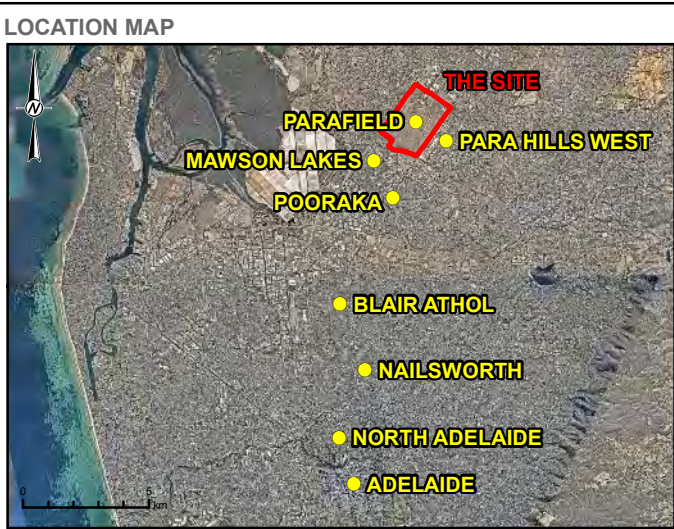 LOCATION MAP
N
THE SITE
PARAFIELD
PARA HILLS WEST
MAWSON LAKES
POORAKA
BLAIR ATHOL
NAILSWORTH
NORTH ADELAIDE
ADELAIDE
0 5
km